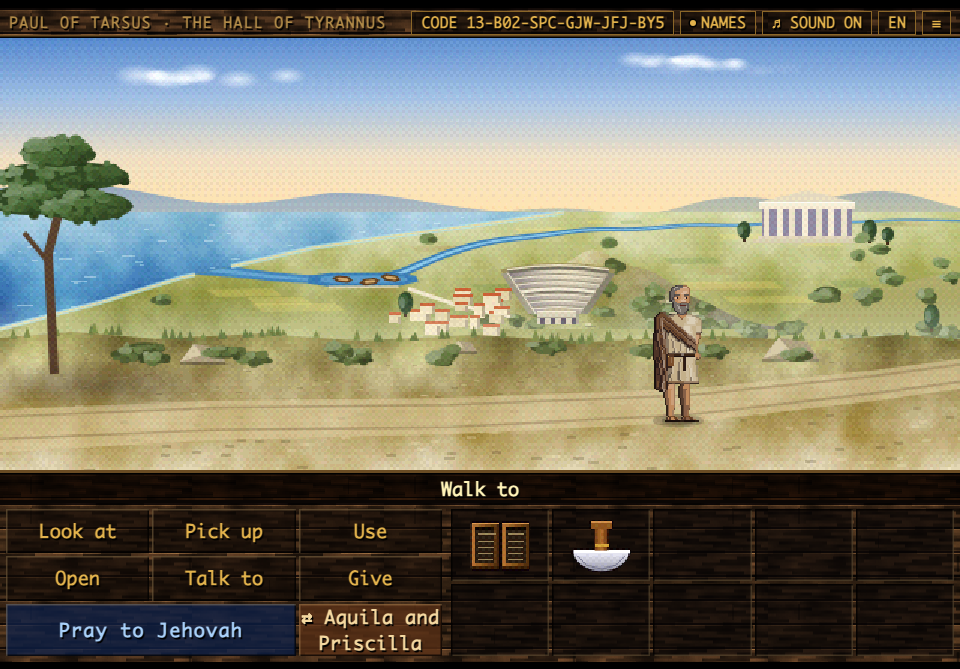 PAUL OF TARSUS · THE HALL OF TYRANNUS
CODE 13-B02-SPC-GJW-JFJ-BY5
• NAMES
♬ SOUND ON
EN
≡
Walk to
Look at
Pick up
Use
Open
Talk to
Give
Pray to Jehovah
⇄ Aquila and
Priscilla